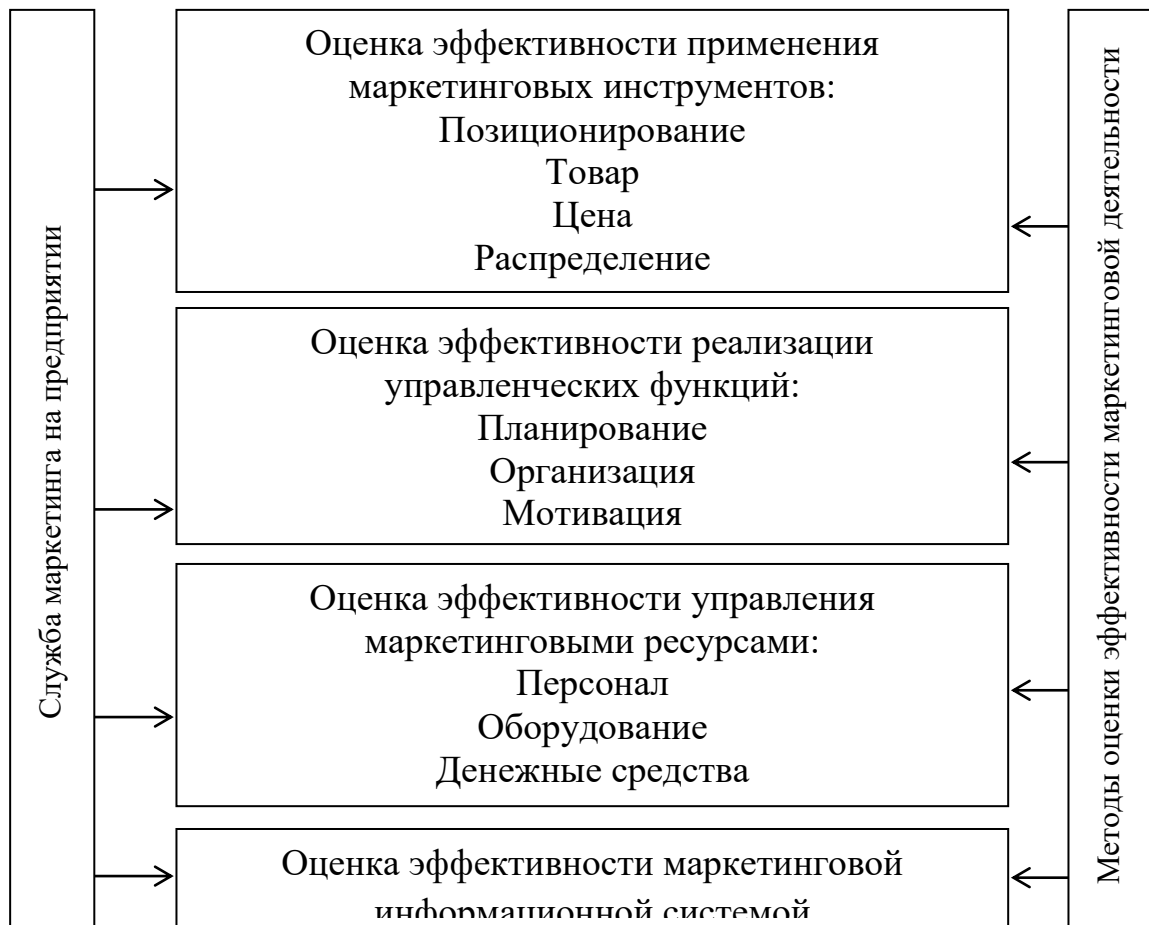 Служба маркетинга на предприятии
Оценка эффективности применения
маркетинговых инструментов:
Позиционирование
Товар
Цена
Распределение
Оценка эффективности реализации
управленческих функций:
Планирование
Организация
Мотивация
Оценка эффективности управления
маркетинговыми ресурсами:
Персонал
Оборудование
Денежные средства
Оценка эффективности маркетинговой
информационной системой
Методы оценки эффективности маркетинговой деятельности